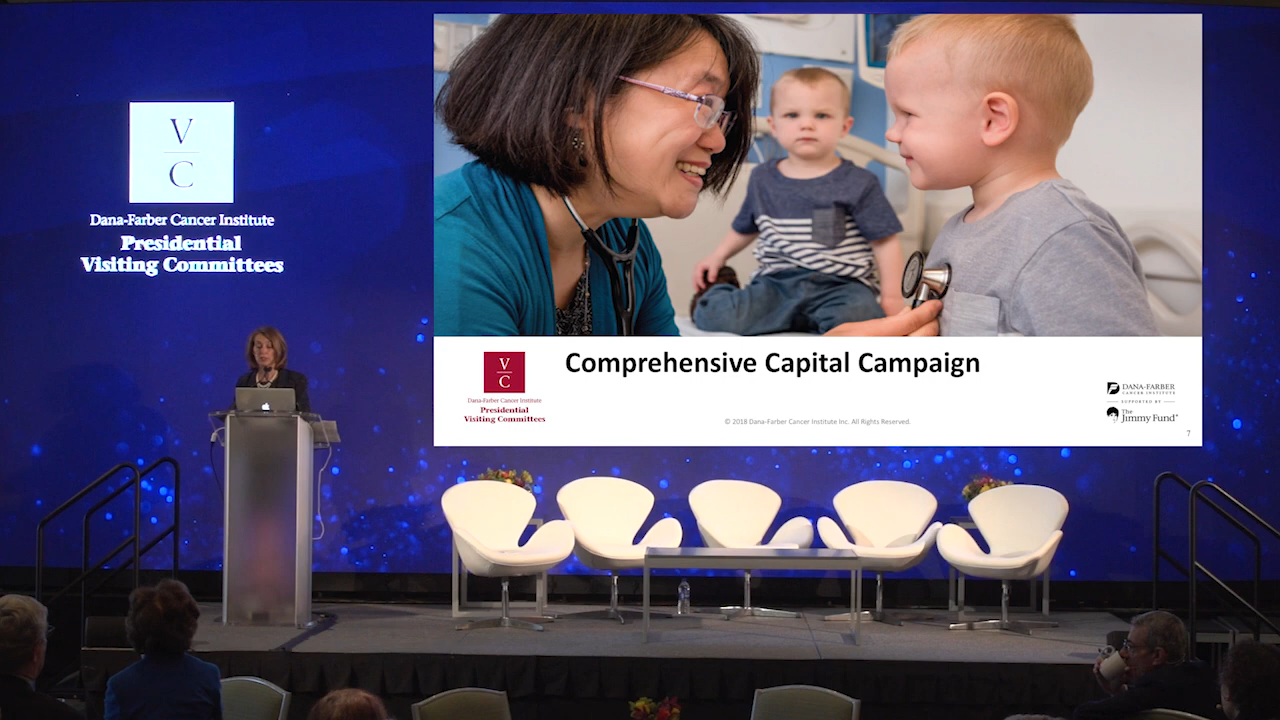 V
C
Dana-Farber Cancer Institute
Presidential
Visiting Committees
Comprehensive Capital Campaign
V
C
Dana-Farber Cancer Institute
Presidential
Visiting Committees
© 2018 Dana-Farber Cancer Institute Inc. All Rights Reserved.
DANA-FARBER
CANCER INSTITUTE
SUPPORTED BY
The
Jimmy Fund®
7